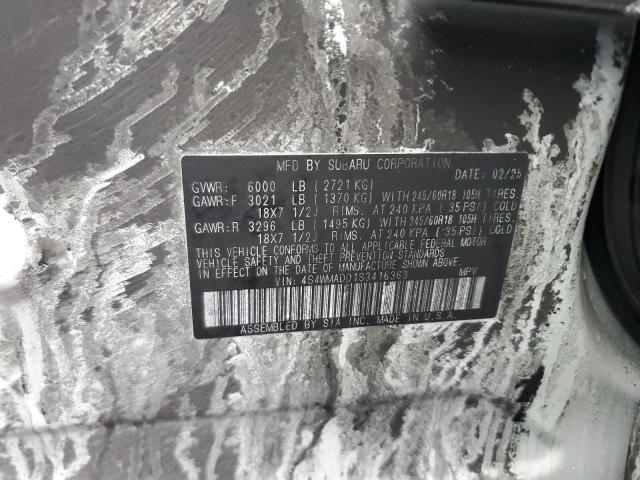 MFD BY SUBARU CORPORATION
DATE: 02/25
GVWR: 6000 LB (2721 KG)
GAWR:F 3021 LB (1370 KG) WITH 245/60R18 105H TIRES.
18X7 1/2J RIMS. AT 240 KPA (35 PSI) COLD
GAWR:R 3296 LB (1495 KG) WITH 245/60R18 105H TIRES.
18X7 1/2J RIMS. AT 240 KPA (35 PSI) COLD
THIS VEHICLE CONFORMS TO ALL APPLICABLE FEDERAL MOTOR
VEHICLE SAFETY AND THEFT PREVENTION STANDARDS
IN EFFECT ON THE DATE OF MANUFACTURE SHOWN ABOVE.
VIN: 4S4WMADD1S3416363 MPV
ASSEMBLED BY SIA INC. MADE IN U.S.A.